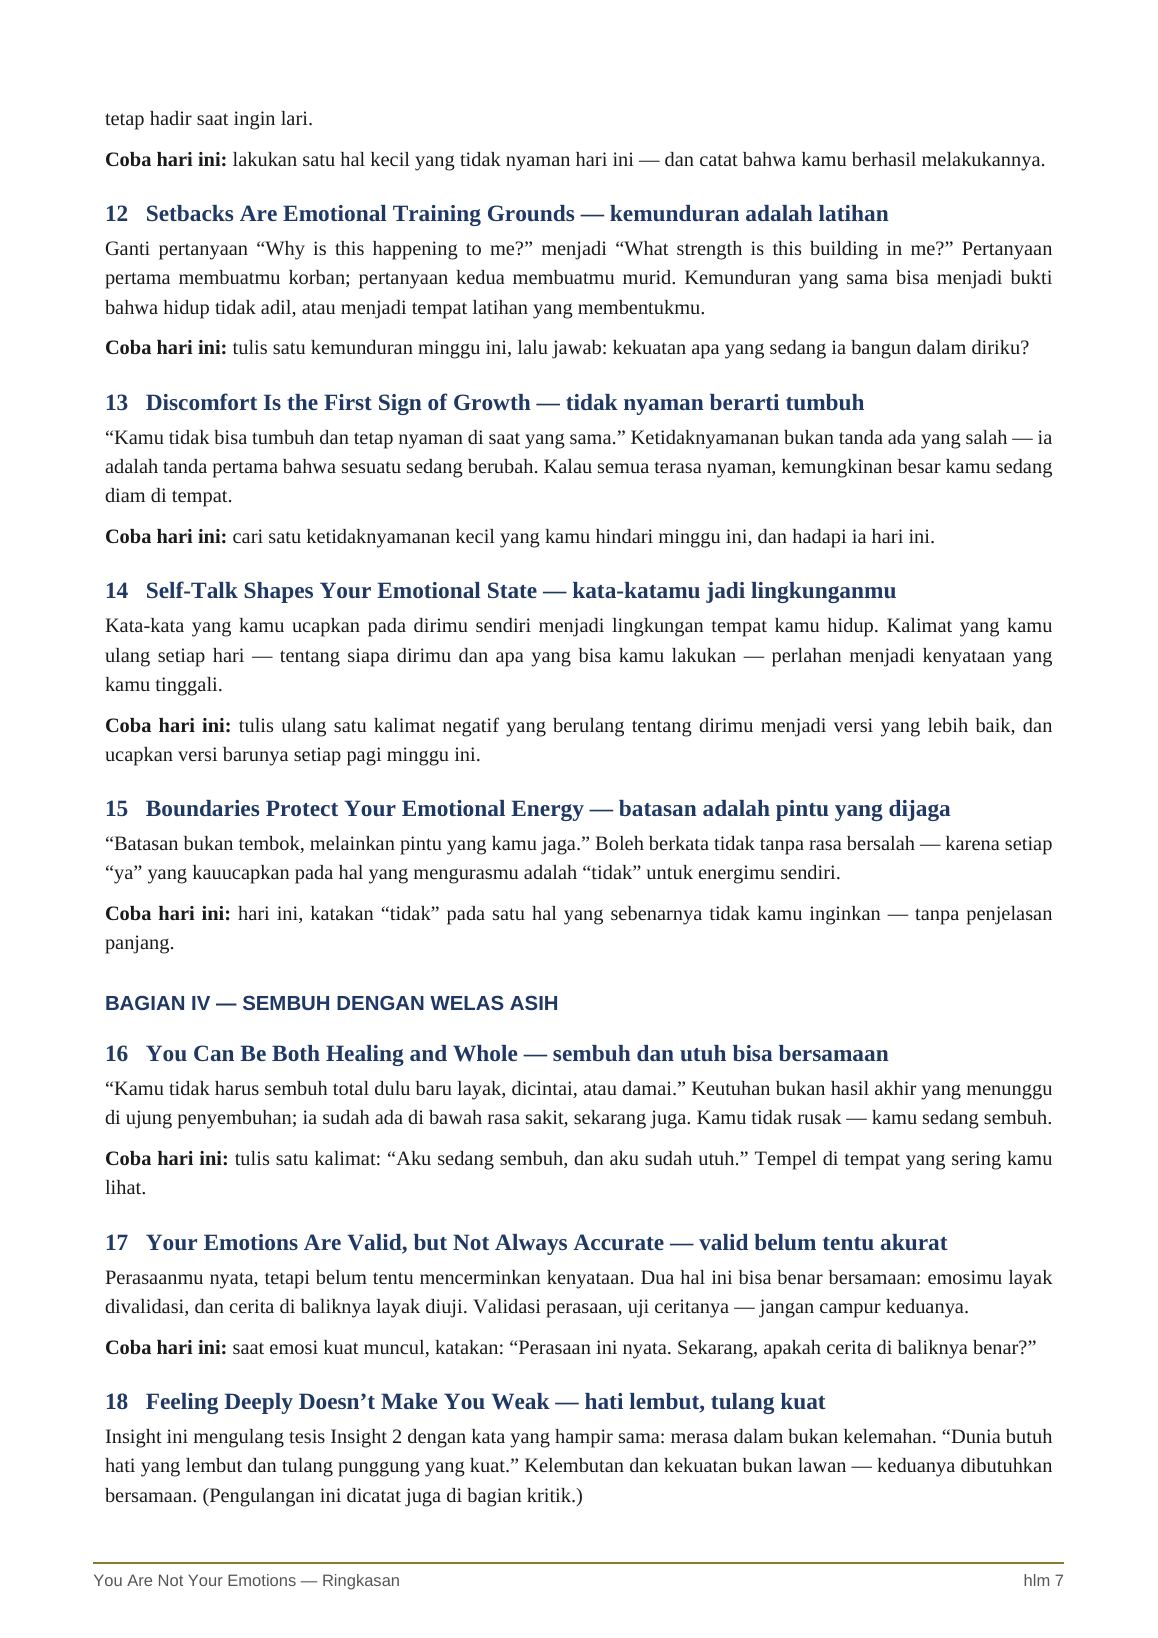 tetap hadir saat ingin lari.
Coba hari ini: lakukan satu hal kecil yang tidak nyaman hari ini — dan catat bahwa kamu berhasil melakukannya.
12 Setbacks Are Emotional Training Grounds — kemunduran adalah latihan
Ganti pertanyaan “Why is this happening to me?” menjadi “What strength is this building in me?” Pertanyaan
pertama membuatmu korban; pertanyaan kedua membuatmu murid. Kemunduran yang sama bisa menjadi bukti
bahwa hidup tidak adil, atau menjadi tempat latihan yang membentukmu.
Coba hari ini: tulis satu kemunduran minggu ini, lalu jawab: kekuatan apa yang sedang ia bangun dalam diriku?
13 Discomfort Is the First Sign of Growth — tidak nyaman berarti tumbuh
“Kamu tidak bisa tumbuh dan tetap nyaman di saat yang sama.” Ketidaknyamanan bukan tanda ada yang salah — ia
adalah tanda pertama bahwa sesuatu sedang berubah. Kalau semua terasa nyaman, kemungkinan besar kamu sedang
diam di tempat.
Coba hari ini: cari satu ketidaknyamanan kecil yang kamu hindari minggu ini, dan hadapi ia hari ini.
14 Self-Talk Shapes Your Emotional State — kata-katamu jadi lingkunganmu
Kata-kata yang kamu ucapkan pada dirimu sendiri menjadi lingkungan tempat kamu hidup. Kalimat yang kamu
ulang setiap hari — tentang siapa dirimu dan apa yang bisa kamu lakukan — perlahan menjadi kenyataan yang
kamu tinggali.
Coba hari ini: tulis ulang satu kalimat negatif yang berulang tentang dirimu menjadi versi yang lebih baik, dan
ucapkan versi barunya setiap pagi minggu ini.
15 Boundaries Protect Your Emotional Energy — batasan adalah pintu yang dijaga
“Batasan bukan tembok, melainkan pintu yang kamu jaga.” Boleh berkata tidak tanpa rasa bersalah — karena setiap
“ya” yang kauucapkan pada hal yang mengurasmu adalah “tidak” untuk energimu sendiri.
Coba hari ini: hari ini, katakan “tidak” pada satu hal yang sebenarnya tidak kamu inginkan — tanpa penjelasan
panjang.
BAGIAN IV — SEMBUH DENGAN WELAS ASIH
16 You Can Be Both Healing and Whole — sembuh dan utuh bisa bersamaan
“Kamu tidak harus sembuh total dulu baru layak, dicintai, atau damai.” Keutuhan bukan hasil akhir yang menunggu
di ujung penyembuhan; ia sudah ada di bawah rasa sakit, sekarang juga. Kamu tidak rusak — kamu sedang sembuh.
Coba hari ini: tulis satu kalimat: “Aku sedang sembuh, dan aku sudah utuh.” Tempel di tempat yang sering kamu
lihat.
17 Your Emotions Are Valid, but Not Always Accurate — valid belum tentu akurat
Perasaanmu nyata, tetapi belum tentu mencerminkan kenyataan. Dua hal ini bisa benar bersamaan: emosimu layak
divalidasi, dan cerita di baliknya layak diuji. Validasi perasaan, uji ceritanya — jangan campur keduanya.
Coba hari ini: saat emosi kuat muncul, katakan: “Perasaan ini nyata. Sekarang, apakah cerita di baliknya benar?”
18 Feeling Deeply Doesn’t Make You Weak — hati lembut, tulang kuat
Insight ini mengulang tesis Insight 2 dengan kata yang hampir sama: merasa dalam bukan kelemahan. “Dunia butuh
hati yang lembut dan tulang punggung yang kuat.” Kelembutan dan kekuatan bukan lawan — keduanya dibutuhkan
bersamaan. (Pengulangan ini dicatat juga di bagian kritik.)
You Are Not Your Emotions — Ringkasan
hlm 7